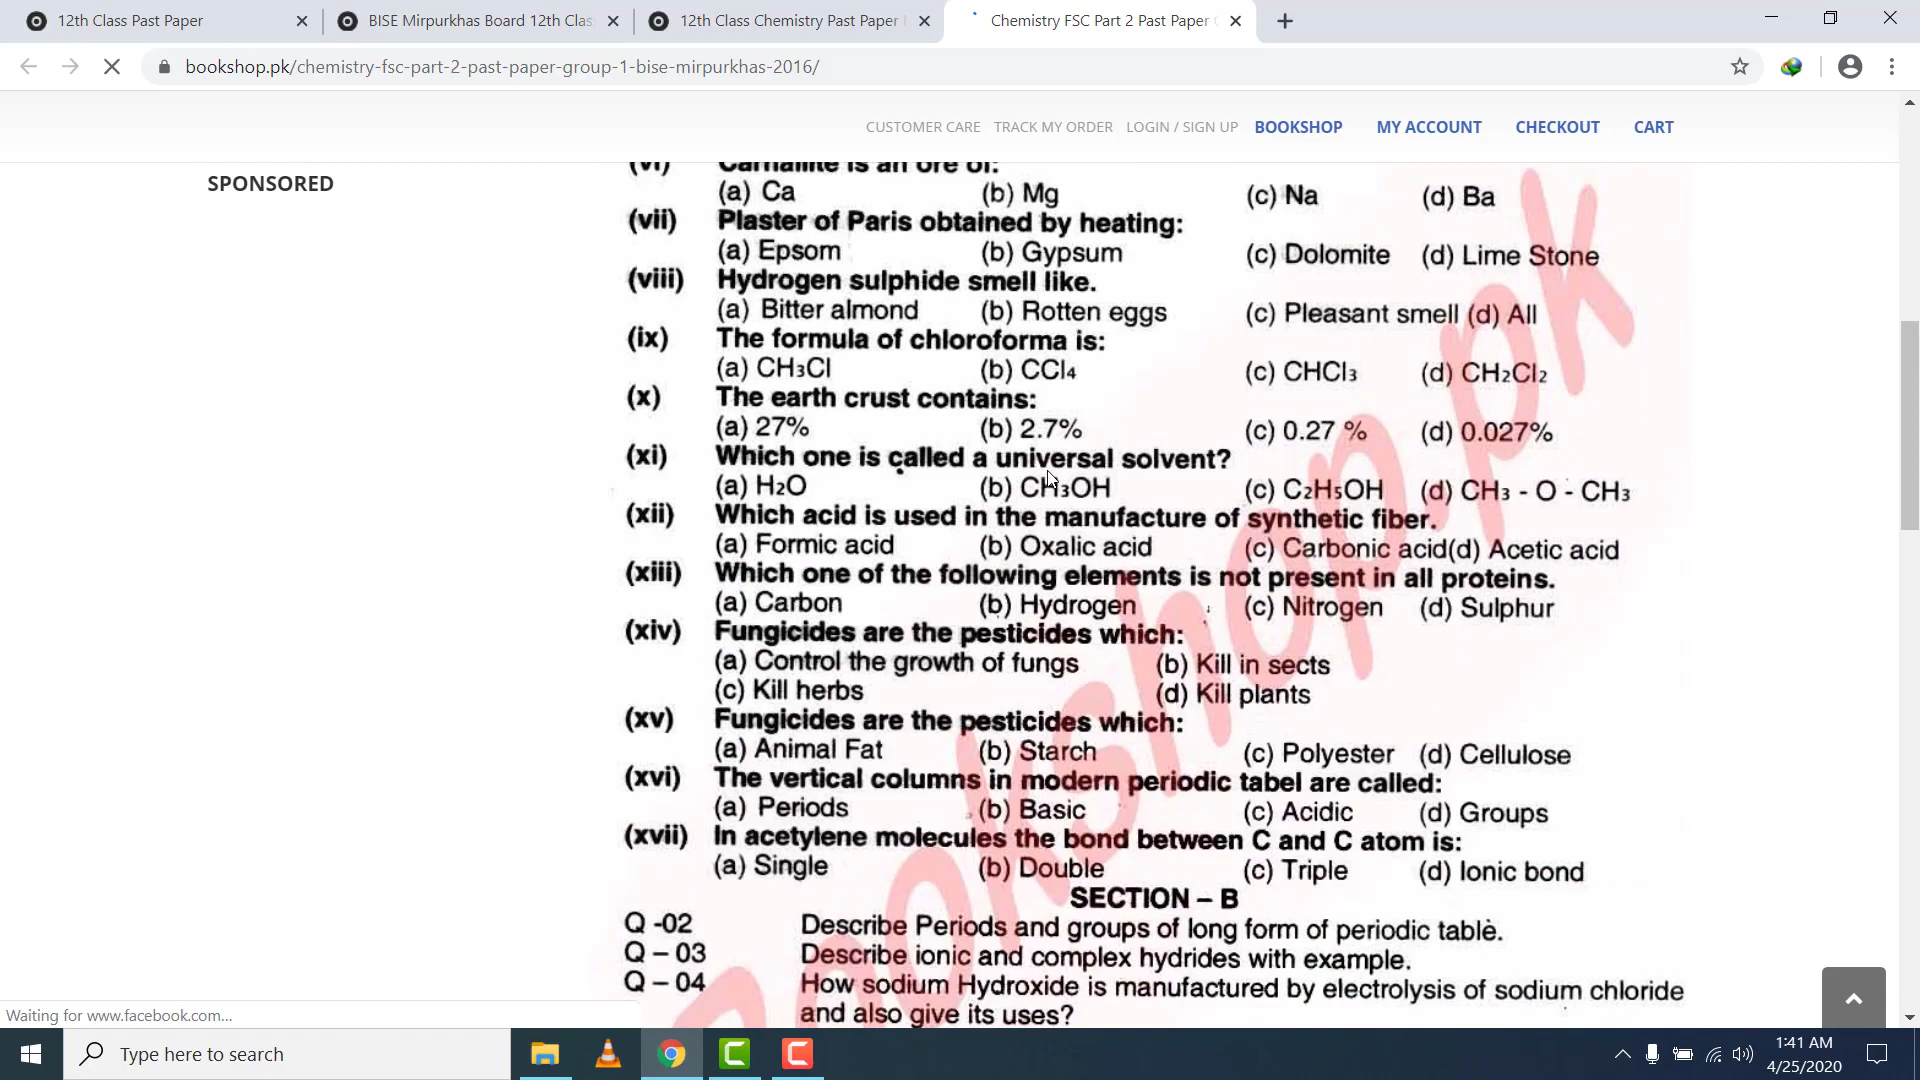 12th Class Past Paper
BISE Mirpurkhas Board 12th Clas
12th Class Chemistry Past Paper
Chemistry FSC Part 2 Past Paper
bookshop.pk/chemistry-fsc-part-2-past-paper-group-1-bise-mirpurkhas-2016/
CUSTOMER CARE TRACK MY ORDER LOGIN / SIGN UP BOOKSHOP MY ACCOUNT CHECKOUT CART
SPONSORED
(vi) Carnallite is an ore of:
(a) Ca (b) Mg (c) Na (d) Ba
(vii) Plaster of Paris obtained by heating:
(a) Epsom (b) Gypsum (c) Dolomite (d) Lime Stone
(viii) Hydrogen sulphide smell like.
(a) Bitter almond (b) Rotten eggs (c) Pleasant smell (d) All
(ix) The formula of chloroforma is:
(a) CH₃Cl (b) CCl₄ (c) CHCl₃ (d) CH₂Cl₂
(x) The earth crust contains:
(a) 27% (b) 2.7% (c) 0.27 % (d) 0.027%
(xi) Which one is called a universal solvent?
(a) H₂O (b) CH₃OH (c) C₂H₅OH (d) CH₃ - O - CH₃
(xii) Which acid is used in the manufacture of synthetic fiber.
(a) Formic acid (b) Oxalic acid (c) Carbonic acid(d) Acetic acid
(xiii) Which one of the following elements is not present in all proteins.
(a) Carbon (b) Hydrogen (c) Nitrogen (d) Sulphur
(xiv) Fungicides are the pesticides which:
(a) Control the growth of fungs (b) Kill in sects
(c) Kill herbs (d) Kill plants
(xv) Fungicides are the pesticides which:
(a) Animal Fat (b) Starch (c) Polyester (d) Cellulose
(xvi) The vertical columns in modern periodic tabel are called:
(a) Periods (b) Basic (c) Acidic (d) Groups
(xvii) In acetylene molecules the bond between C and C atom is:
(a) Single (b) Double (c) Triple (d) Ionic bond
SECTION – B
Q -02 Describe Periods and groups of long form of periodic table.
Q – 03 Describe ionic and complex hydrides with example.
Q – 04 How sodium Hydroxide is manufactured by electrolysis of sodium chloride
and also give its uses?
bookshop.pk
Waiting for www.facebook.com...
Type here to search
1:41 AM
4/25/2020